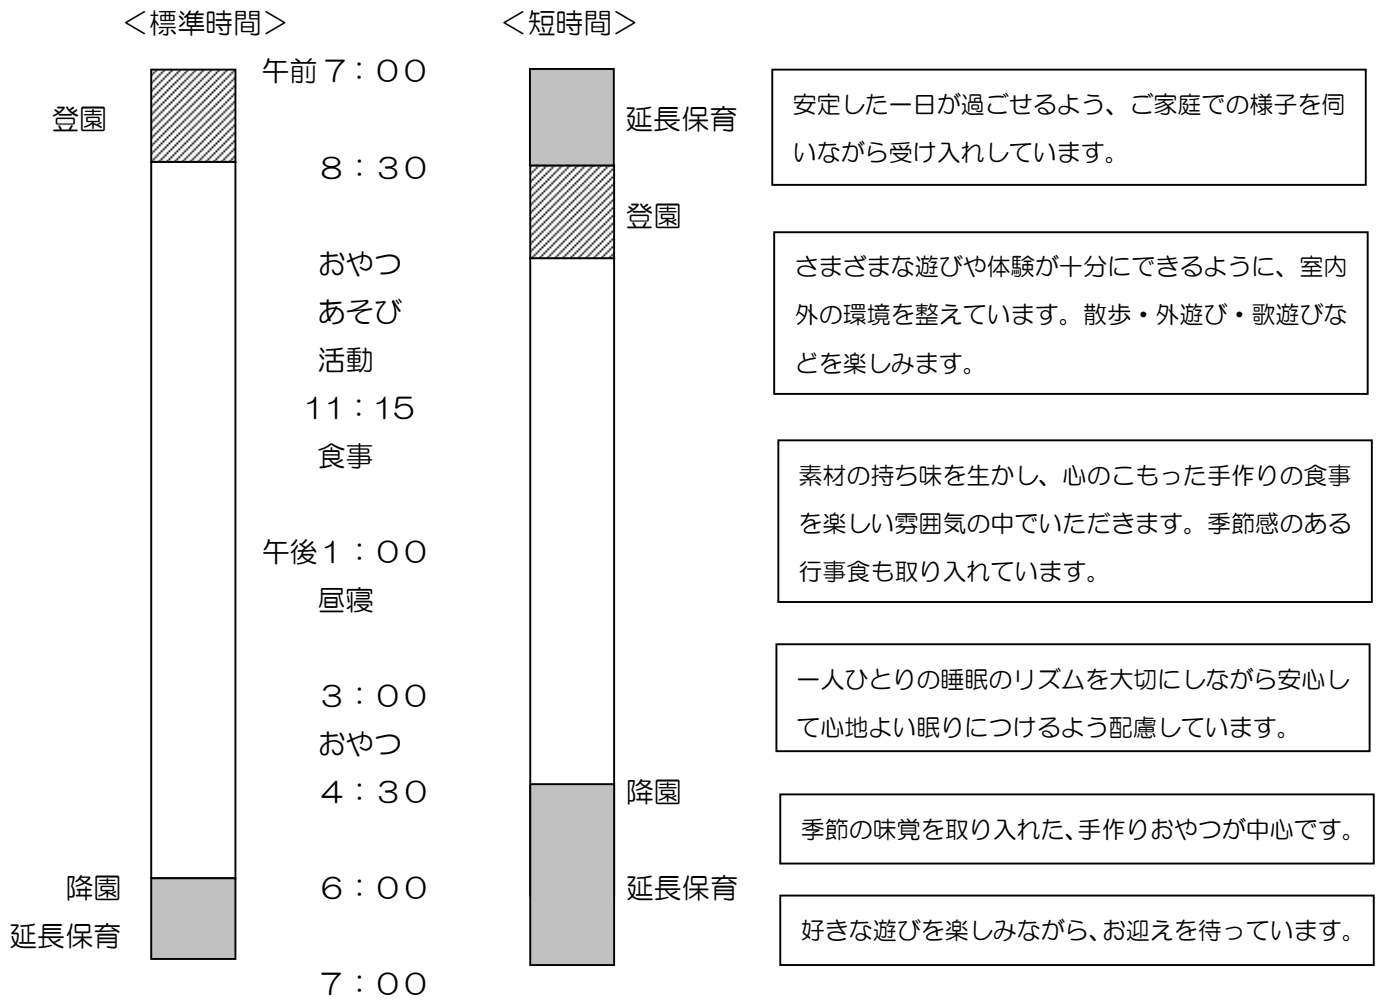 ＜標準時間＞
＜短時間＞
午前７：００
登園
延長保育
８：３０
登園
おやつ
あそび
活動
１１：１５
食事
午後１：００
昼寝
３：００
おやつ
４：３０
降園
降園
６：００
延長保育
延長保育
７：００
安定した一日が過ごせるよう、ご家庭での様子を伺
いながら受け入れしています。
さまざまな遊びや体験が十分にできるように、室内
外の環境を整えています。散歩・外遊び・歌遊びな
どを楽しみます。
素材の持ち味を生かし、心のこもった手作りの食事
を楽しい雰囲気の中でいただきます。季節感のある
行事食も取り入れています。
一人ひとりの睡眠のリズムを大切にしながら安心し
て心地よい眠りにつけるよう配慮しています。
季節の味覚を取り入れた、手作りおやつが中心です。
好きな遊びを楽しみながら、お迎えを待っています。